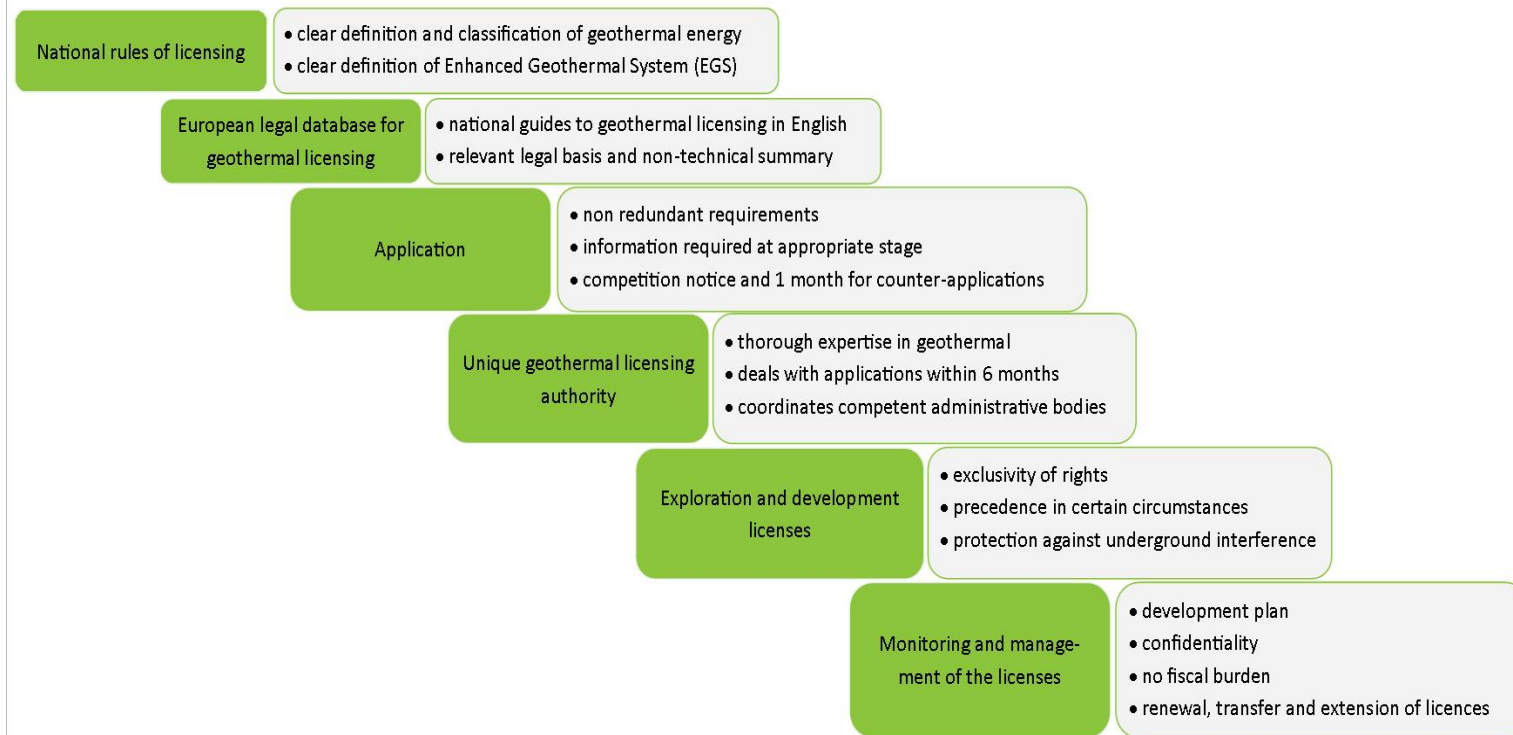 National rules of licensing
• clear definition and classification of geothermal energy
• clear definition of Enhanced Geothermal System (EGS)
European legal database for
geothermal licensing
• national guides to geothermal licensing in English
• relevant legal basis and non-technical summary
Application
• non redundant requirements
• information required at appropriate stage
• competition notice and 1 month for counter-applications
Unique geothermal licensing
authority
• thorough expertise in geothermal
• deals with applications within 6 months
• coordinates competent administrative bodies
Exploration and development
licenses
• exclusivity of rights
• precedence in certain circumstances
• protection against underground interference
Monitoring and manage-
ment of the licenses
• development plan
• confidentiality
• no fiscal burden
• renewal, transfer and extension of licences